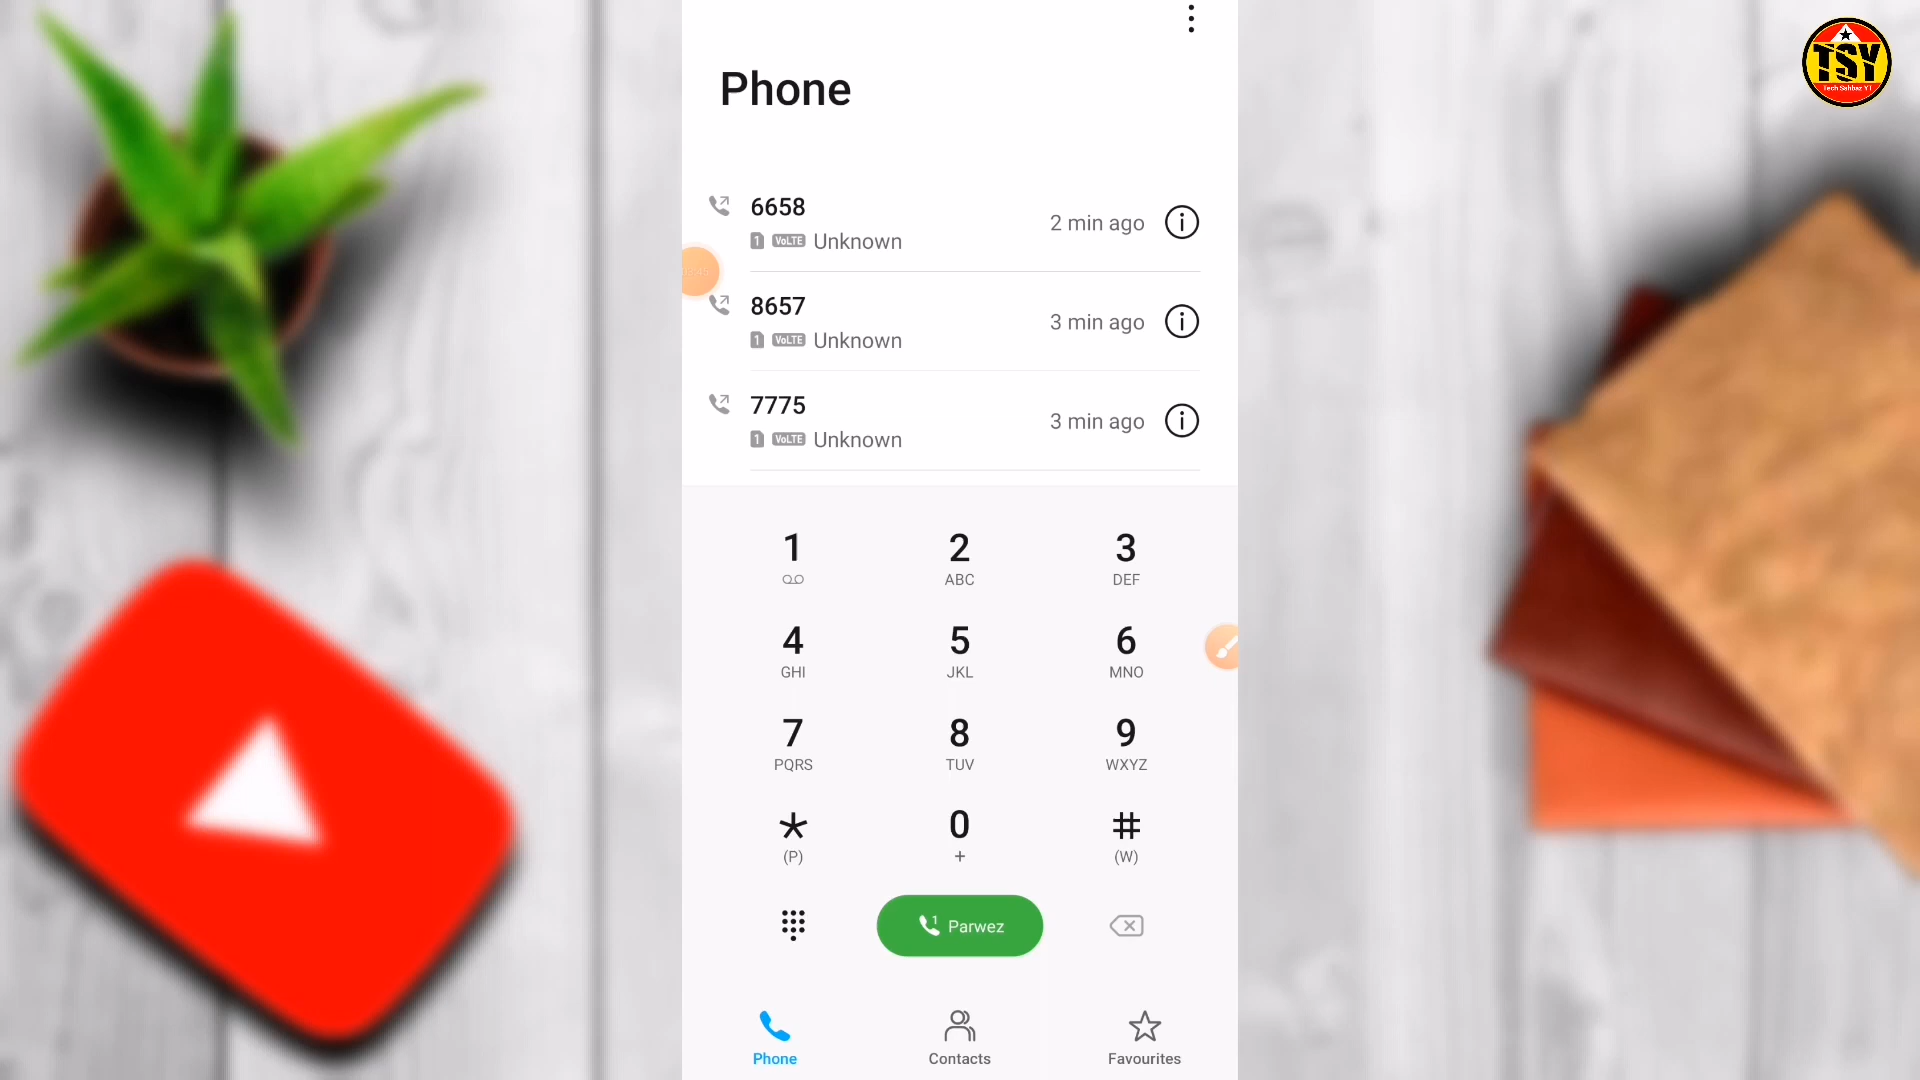 TSY
Tech Sahbaz YT
Phone
6658
2 min ago
1 VoLTE Unknown
8657
3 min ago
1 VoLTE Unknown
7775
3 min ago
1 VoLTE Unknown
1 2 3
ABC DEF
4 5 6
GHI JKL MNO
7 8 9
PQRS TUV WXYZ
* 0 #
(P) + (W)
1 Parwez
Phone Contacts Favourites